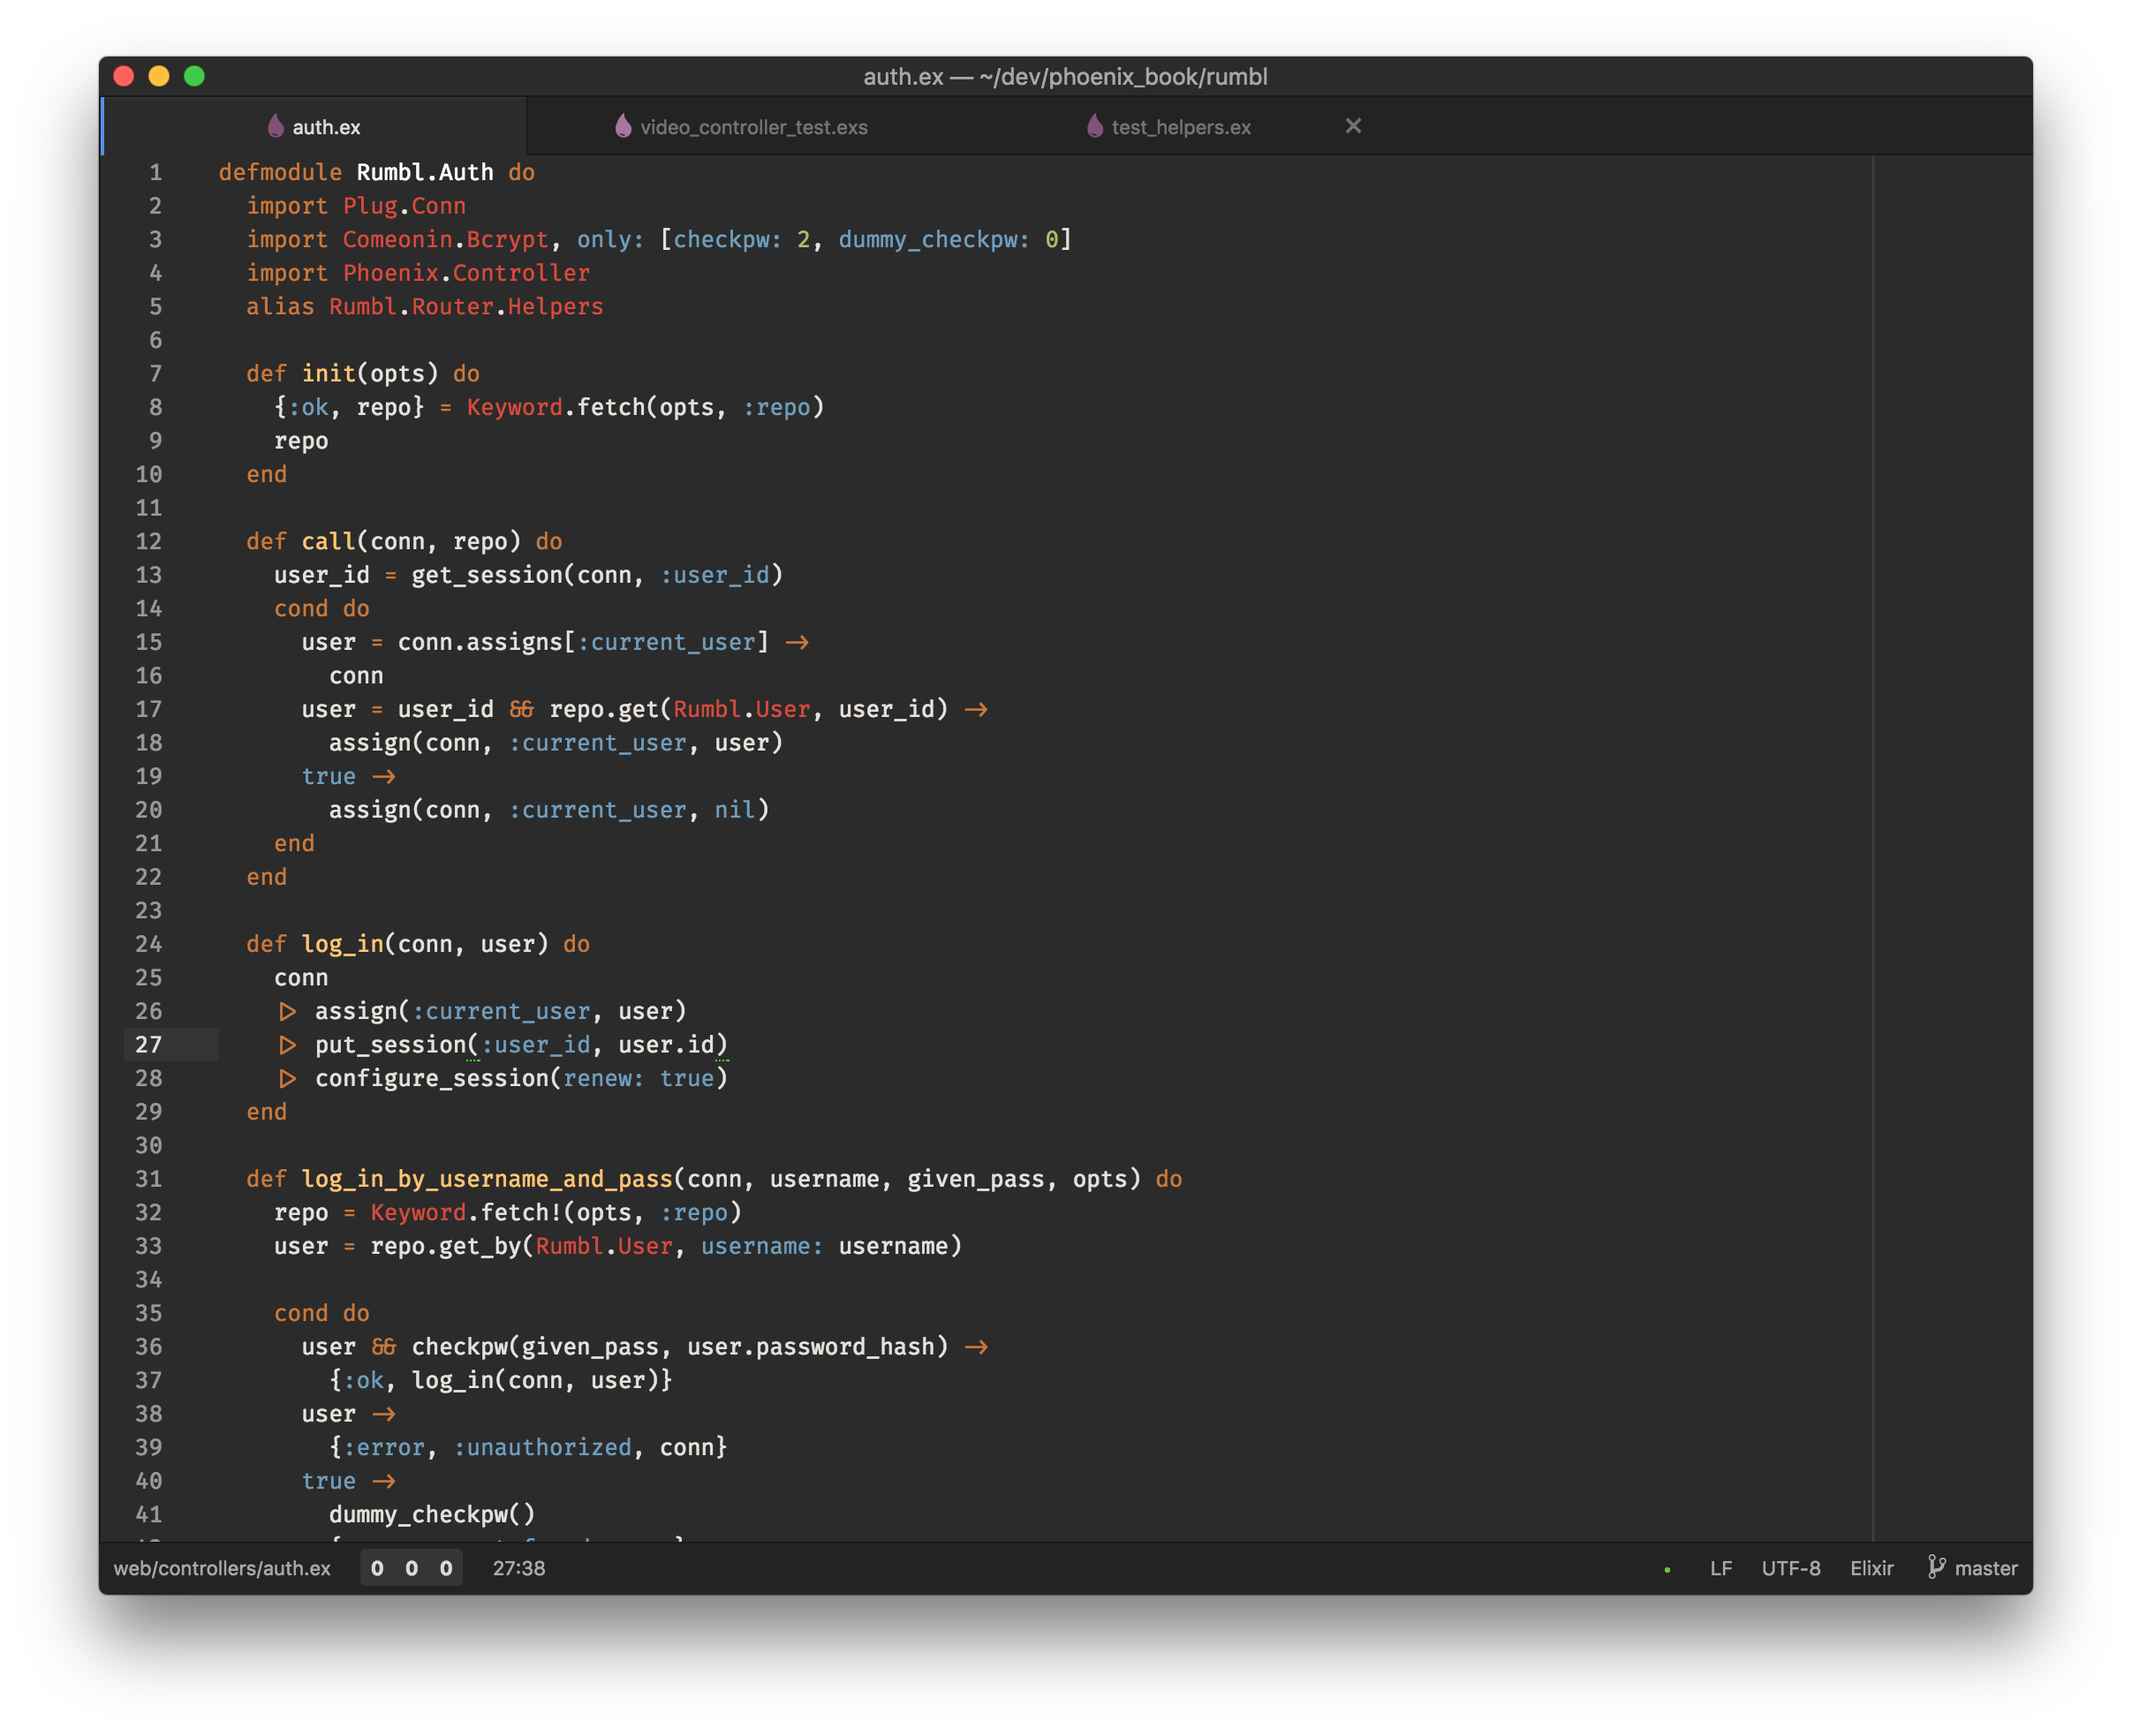 auth.ex — ~/dev/phoenix_book/rumbl
auth.ex video_controller_test.exs test_helpers.ex ✕
1 defmodule Rumbl.Auth do
2   import Plug.Conn
3   import Comeonin.Bcrypt, only: [checkpw: 2, dummy_checkpw: 0]
4   import Phoenix.Controller
5   alias Rumbl.Router.Helpers
6
7   def init(opts) do
8     {:ok, repo} = Keyword.fetch(opts, :repo)
9     repo
10   end
11
12   def call(conn, repo) do
13     user_id = get_session(conn, :user_id)
14     cond do
15       user = conn.assigns[:current_user] ->
16         conn
17       user = user_id && repo.get(Rumbl.User, user_id) ->
18         assign(conn, :current_user, user)
19       true ->
20         assign(conn, :current_user, nil)
21     end
22   end
23
24   def log_in(conn, user) do
25     conn
26     |> assign(:current_user, user)
27     |> put_session(:user_id, user.id)
28     |> configure_session(renew: true)
29   end
30
31   def log_in_by_username_and_pass(conn, username, given_pass, opts) do
32     repo = Keyword.fetch!(opts, :repo)
33     user = repo.get_by(Rumbl.User, username: username)
34
35     cond do
36       user && checkpw(given_pass, user.password_hash) ->
37         {:ok, log_in(conn, user)}
38       user ->
39         {:error, :unauthorized, conn}
40       true ->
41         dummy_checkpw()
web/controllers/auth.ex 0 0 0 27:38 LF UTF-8 Elixir master